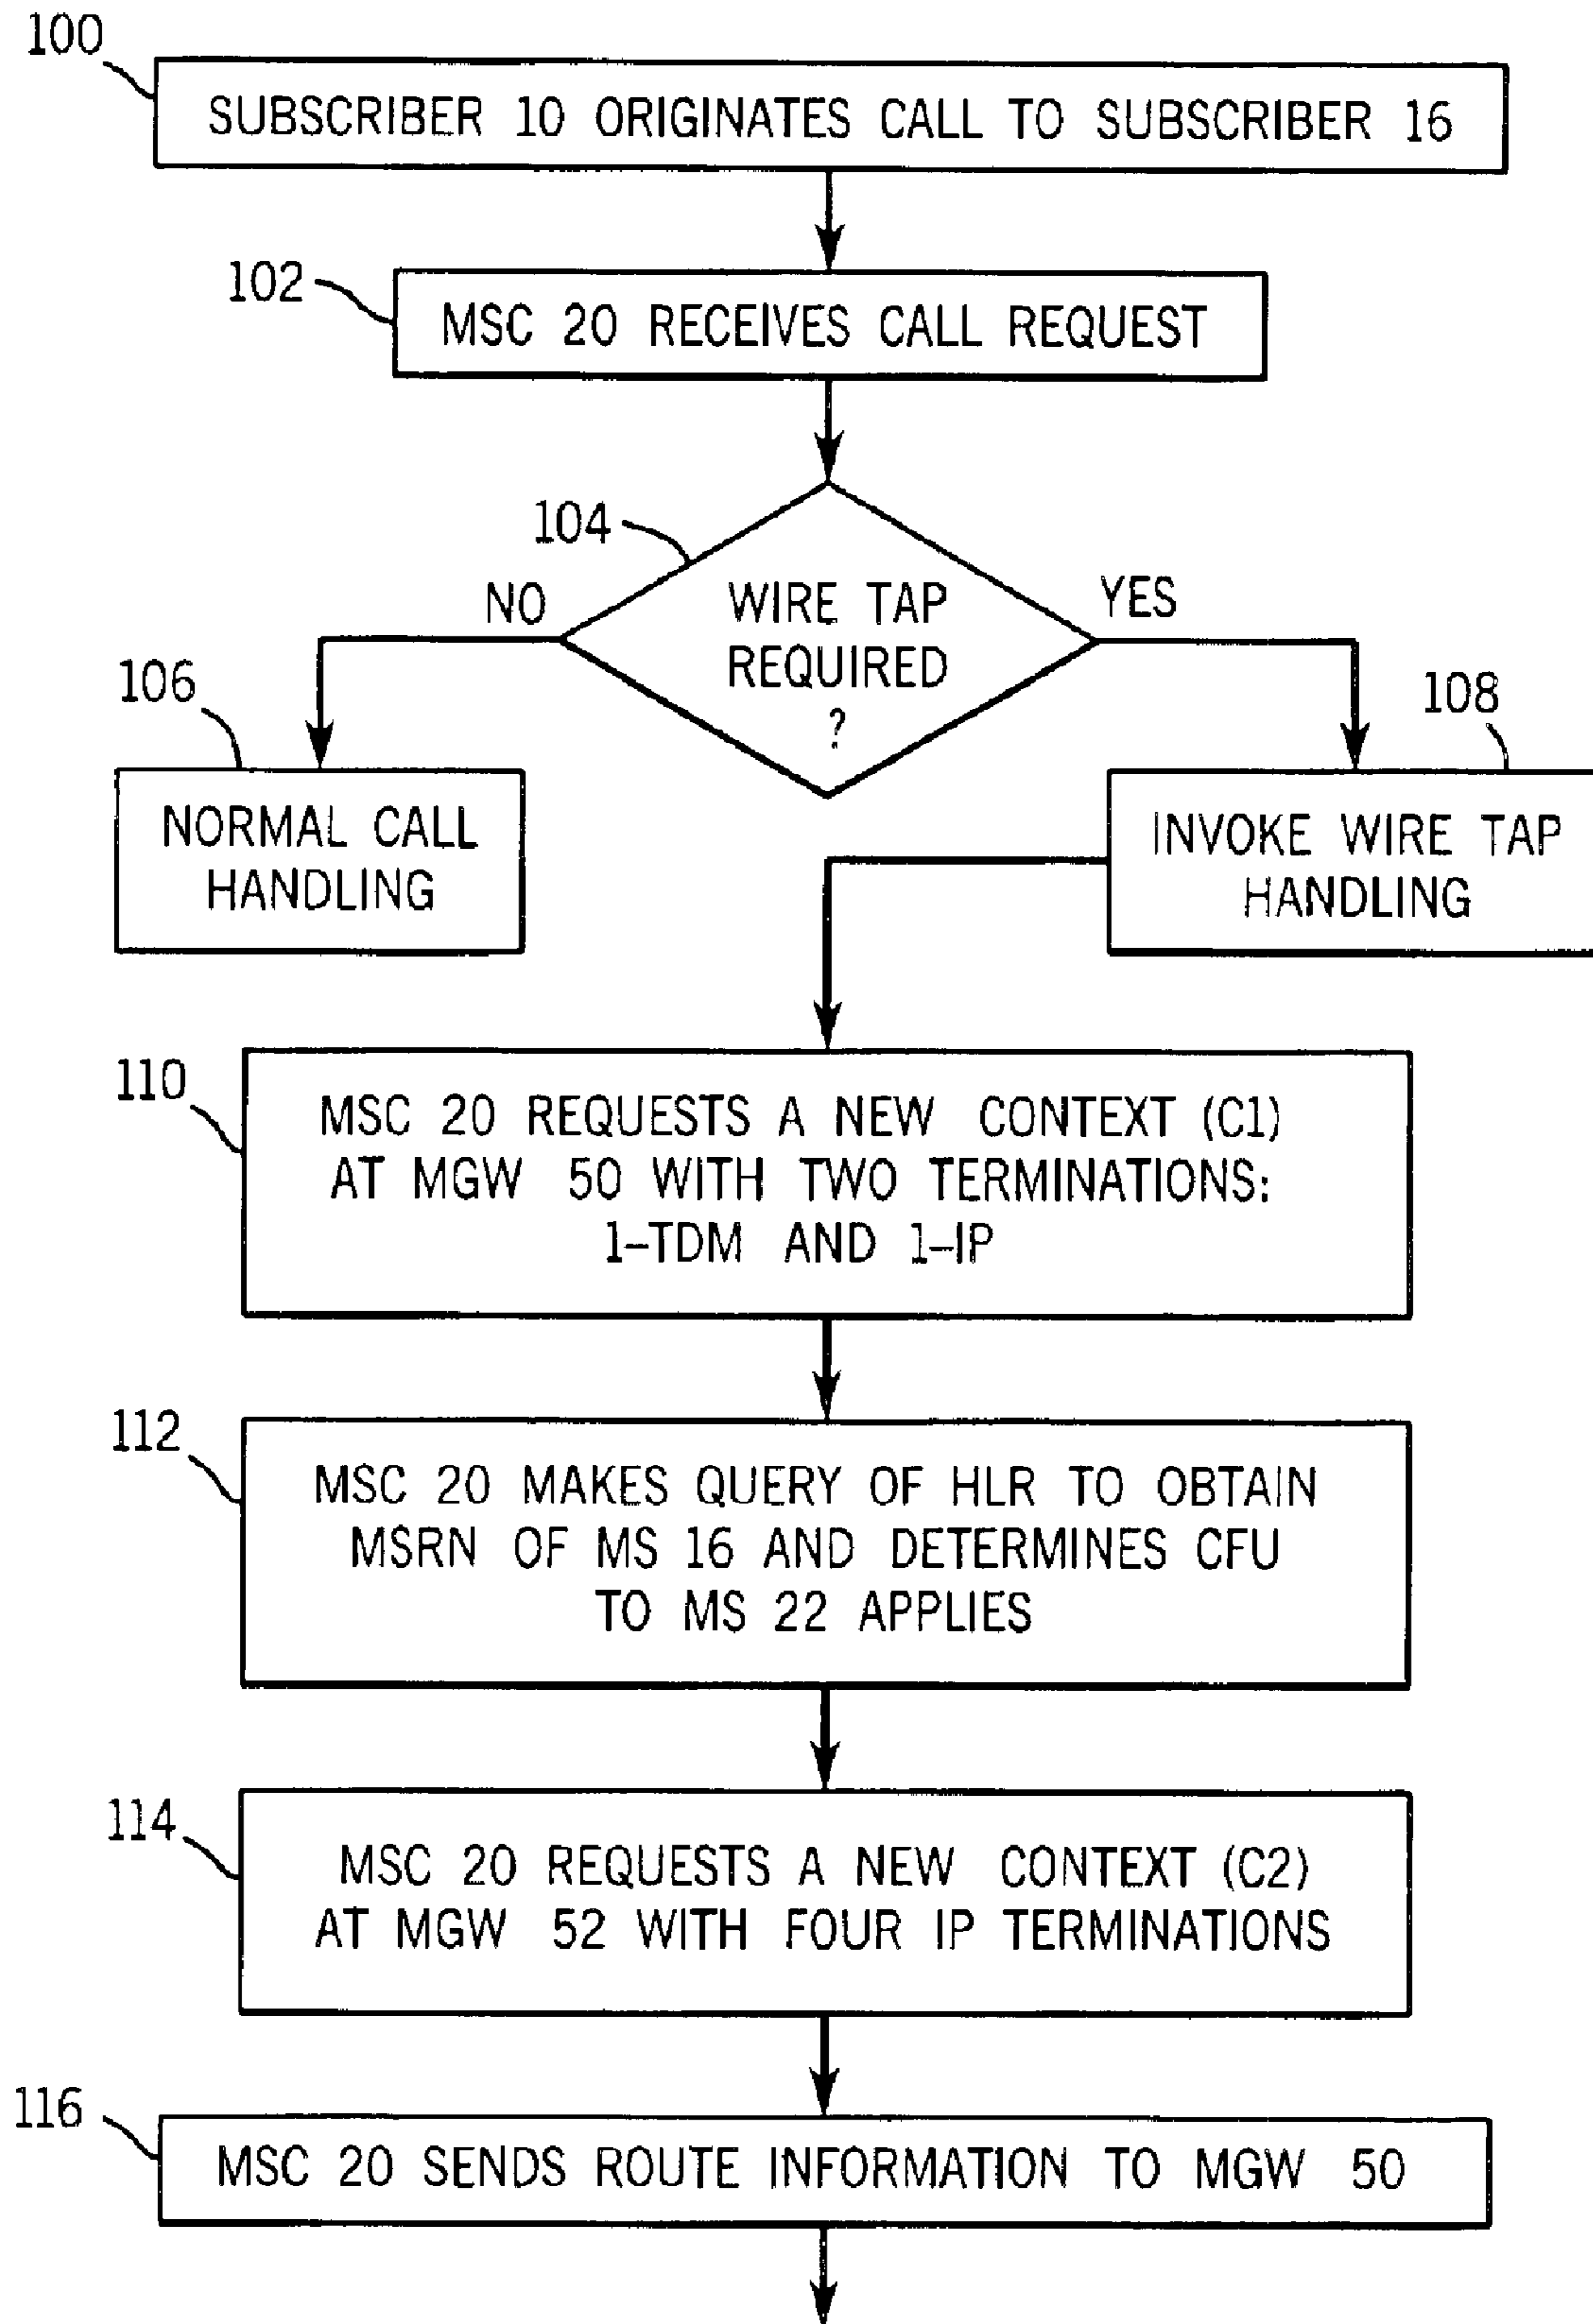 100
SUBSCRIBER 10 ORIGINATES CALL TO SUBSCRIBER 16
102
MSC 20 RECEIVES CALL REQUEST
104
NO
YES
WIRE TAP
REQUIRED
?
106
108
NORMAL CALL
HANDLING
INVOKE WIRE TAP
HANDLING
110
MSC 20 REQUESTS A NEW CONTEXT (C1)
AT MGW 50 WITH TWO TERMINATIONS:
1–TDM AND 1–IP
112
MSC 20 MAKES QUERY OF HLR TO OBTAIN
MSRN OF MS 16 AND DETERMINES CFU
TO MS 22 APPLIES
114
MSC 20 REQUESTS A NEW CONTEXT (C2)
AT MGW 52 WITH FOUR IP TERMINATIONS
116
MSC 20 SENDS ROUTE INFORMATION TO MGW 50